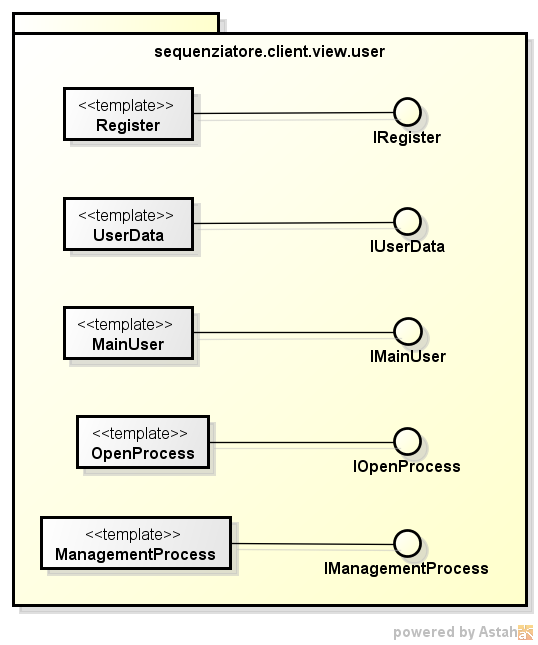 sequenziatore.client.view.user
<<template>>
Register
IRegister
<<template>>
UserData
IUserData
<<template>>
MainUser
IMainUser
<<template>>
OpenProcess
IOpenProcess
<<template>>
ManagementProcess
IManagementProcess
powered by Astah